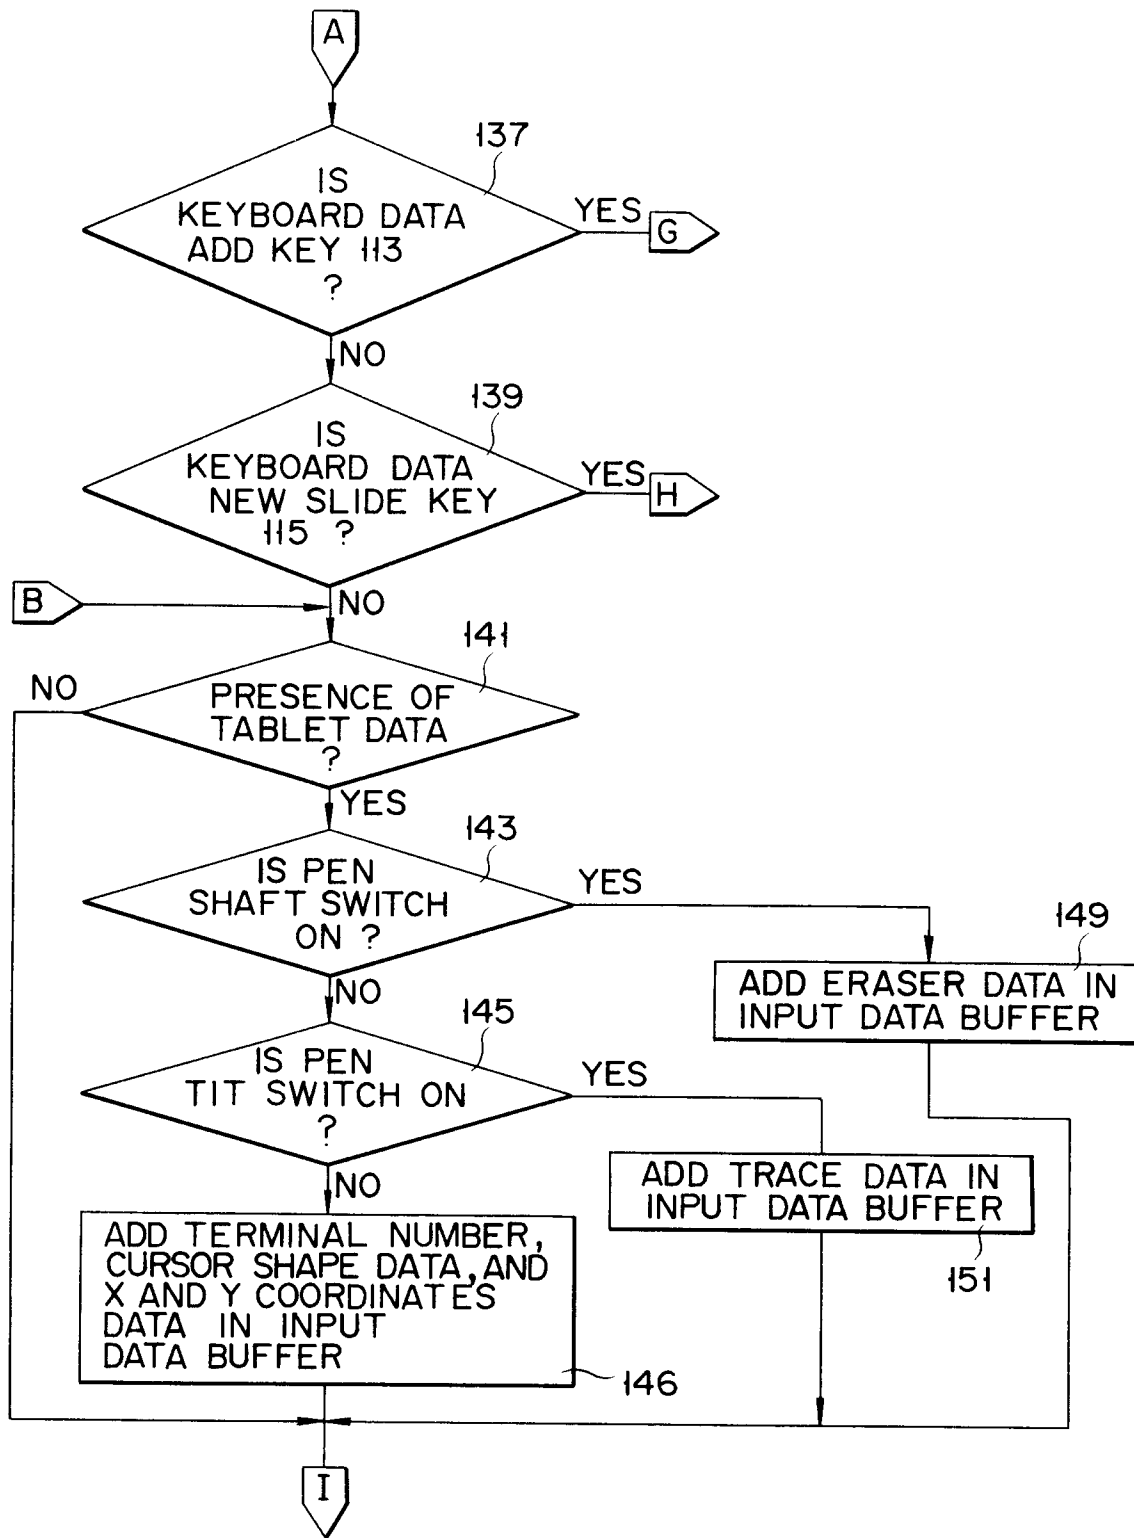 A
137
IS
KEYBOARD DATA
ADD KEY 113
?
YES
G
NO
139
IS
KEYBOARD DATA
NEW SLIDE KEY
115 ?
YES
H
B
NO
141
NO
PRESENCE OF
TABLET DATA
?
YES
143
IS PEN
SHAFT SWITCH
ON ?
YES
149
ADD ERASER DATA IN
INPUT DATA BUFFER
NO
145
IS PEN
TIT SWITCH ON
?
YES
ADD TRACE DATA IN
INPUT DATA BUFFER
151
NO
ADD TERMINAL NUMBER,
CURSOR SHAPE DATA, AND
X AND Y COORDINATES
DATA IN INPUT
DATA BUFFER
146
I